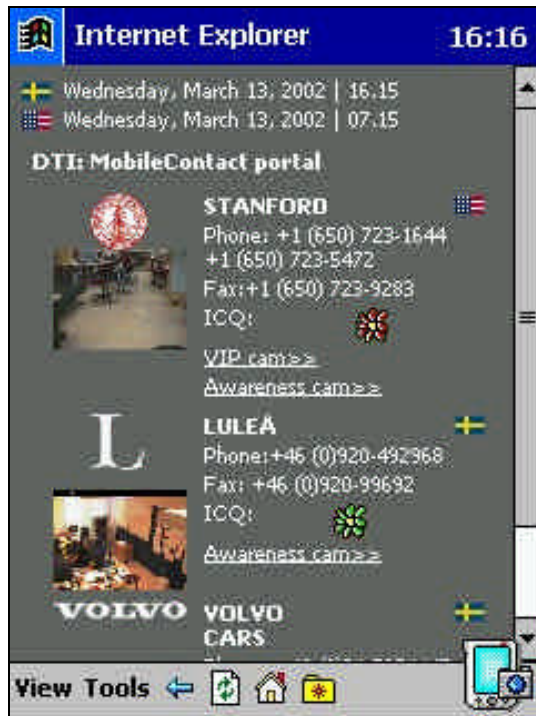 Internet Explorer 16:16
Wednesday, March 13, 2002 | 16.15
Wednesday, March 13, 2002 | 07.15
DTI: MobileContact portal
STANFORD
Phone: +1 (650) 723-1644
+1 (650) 723-5472
Fax:+1 (650) 723-9283
ICQ:
VIP cam>>
Awareness cam>>
L
LULEÅ
Phone:+46 (0)920-492968
Fax: +46 (0)920-99692
ICQ:
Awareness cam>>
VOLVO
VOLVO
CARS
View Tools